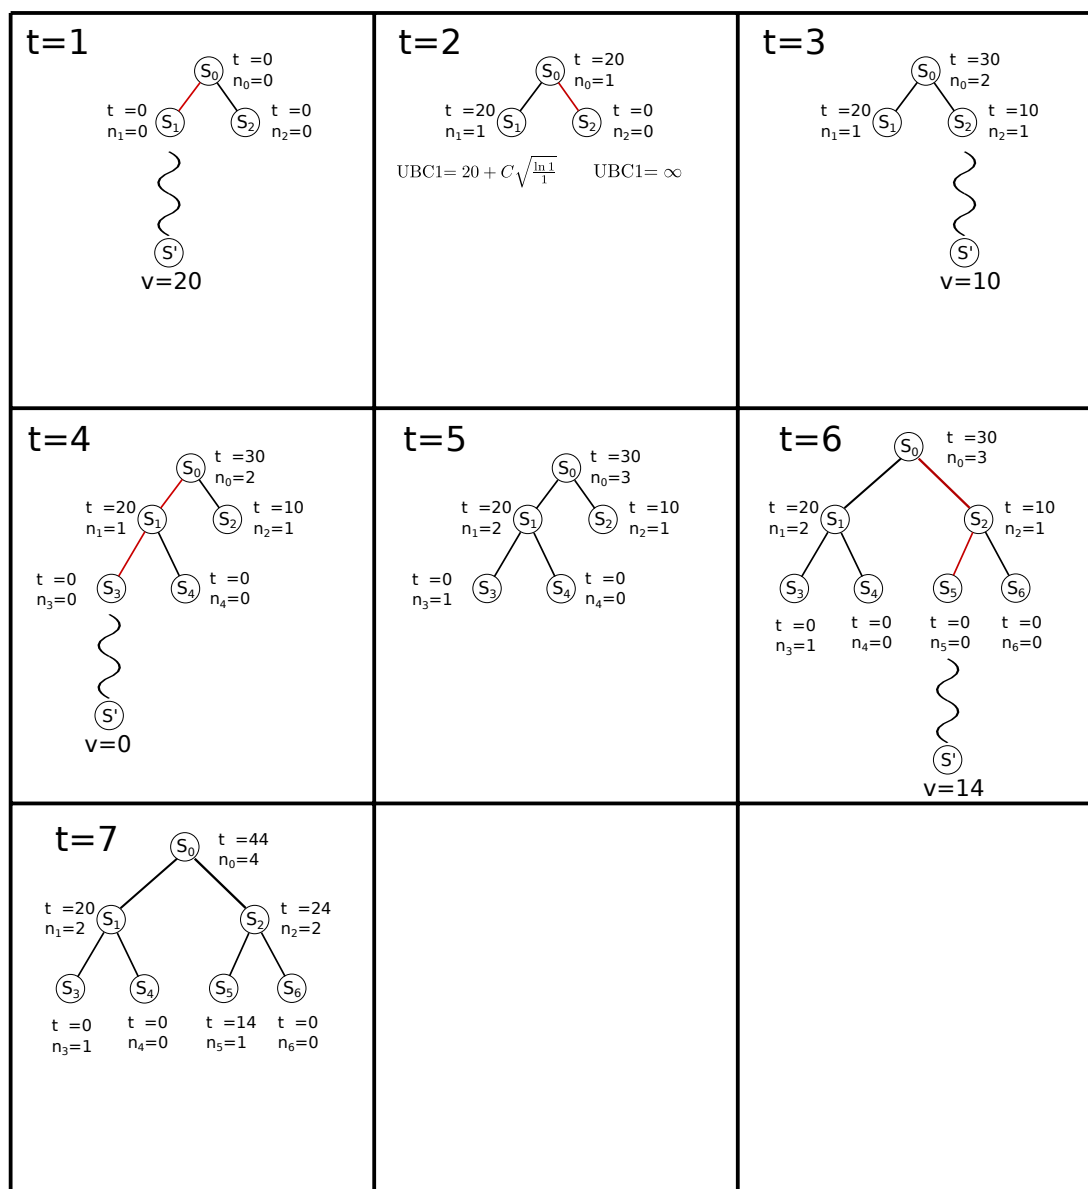 t=1
t =0
n₀=0
S₀
t =0
n₁=0
S₁
S₂
t =0
n₂=0
S'
v=20
t=2
t =20
n₀=1
S₀
t =20
n₁=1
S₁
S₂
t =0
n₂=0
UBC1= 20 + C√(ln 1/1) UBC1= ∞
t=3
t =30
n₀=2
S₀
t =20
n₁=1
S₁
S₂
t =10
n₂=1
S'
v=10
t=4
t =30
n₀=2
S₀
t =20
n₁=1
S₁
S₂
t =10
n₂=1
t =0
n₃=0
S₃
S₄
t =0
n₄=0
S'
v=0
t=5
t =30
n₀=3
S₀
t =20
n₁=2
S₁
S₂
t =10
n₂=1
t =0
n₃=1
S₃
S₄
t =0
n₄=0
t=6
S₀
t =30
n₀=3
t =20
n₁=2
S₁
S₂
t =10
n₂=1
S₃
S₄
S₅
S₆
t =0
n₃=1
t =0
n₄=0
t =0
n₅=0
t =0
n₆=0
S'
v=14
t=7
S₀
t =44
n₀=4
t =20
n₁=2
S₁
S₂
t =24
n₂=2
S₃
S₄
S₅
S₆
t =0
n₃=1
t =0
n₄=0
t =14
n₅=1
t =0
n₆=0